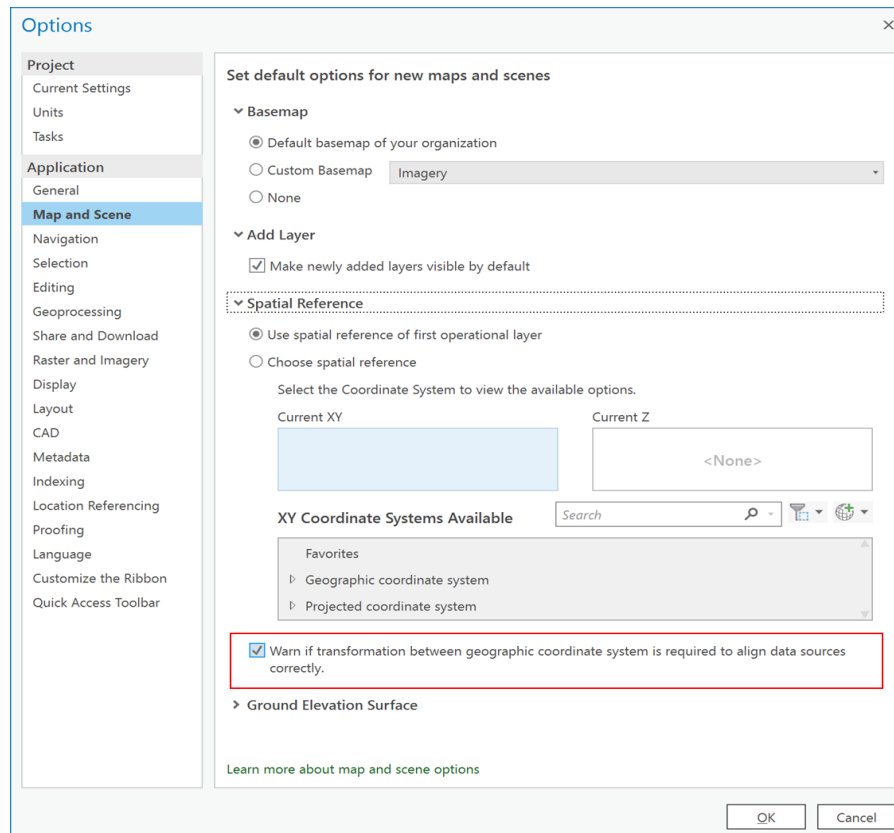 Options
Project
Current Settings
Units
Tasks
Application
General
Map and Scene
Navigation
Selection
Editing
Geoprocessing
Share and Download
Raster and Imagery
Display
Layout
CAD
Metadata
Indexing
Location Referencing
Proofing
Language
Customize the Ribbon
Quick Access Toolbar
Set default options for new maps and scenes
Basemap
Default basemap of your organization
Custom Basemap
Imagery
None
Add Layer
Make newly added layers visible by default
Spatial Reference
Use spatial reference of first operational layer
Choose spatial reference
Select the Coordinate System to view the available options.
Current XY
Current Z
<None>
XY Coordinate Systems Available
Search
Favorites
Geographic coordinate system
Projected coordinate system
Warn if transformation between geographic coordinate system is required to align data sources
correctly.
Ground Elevation Surface
Learn more about map and scene options
OK
Cancel